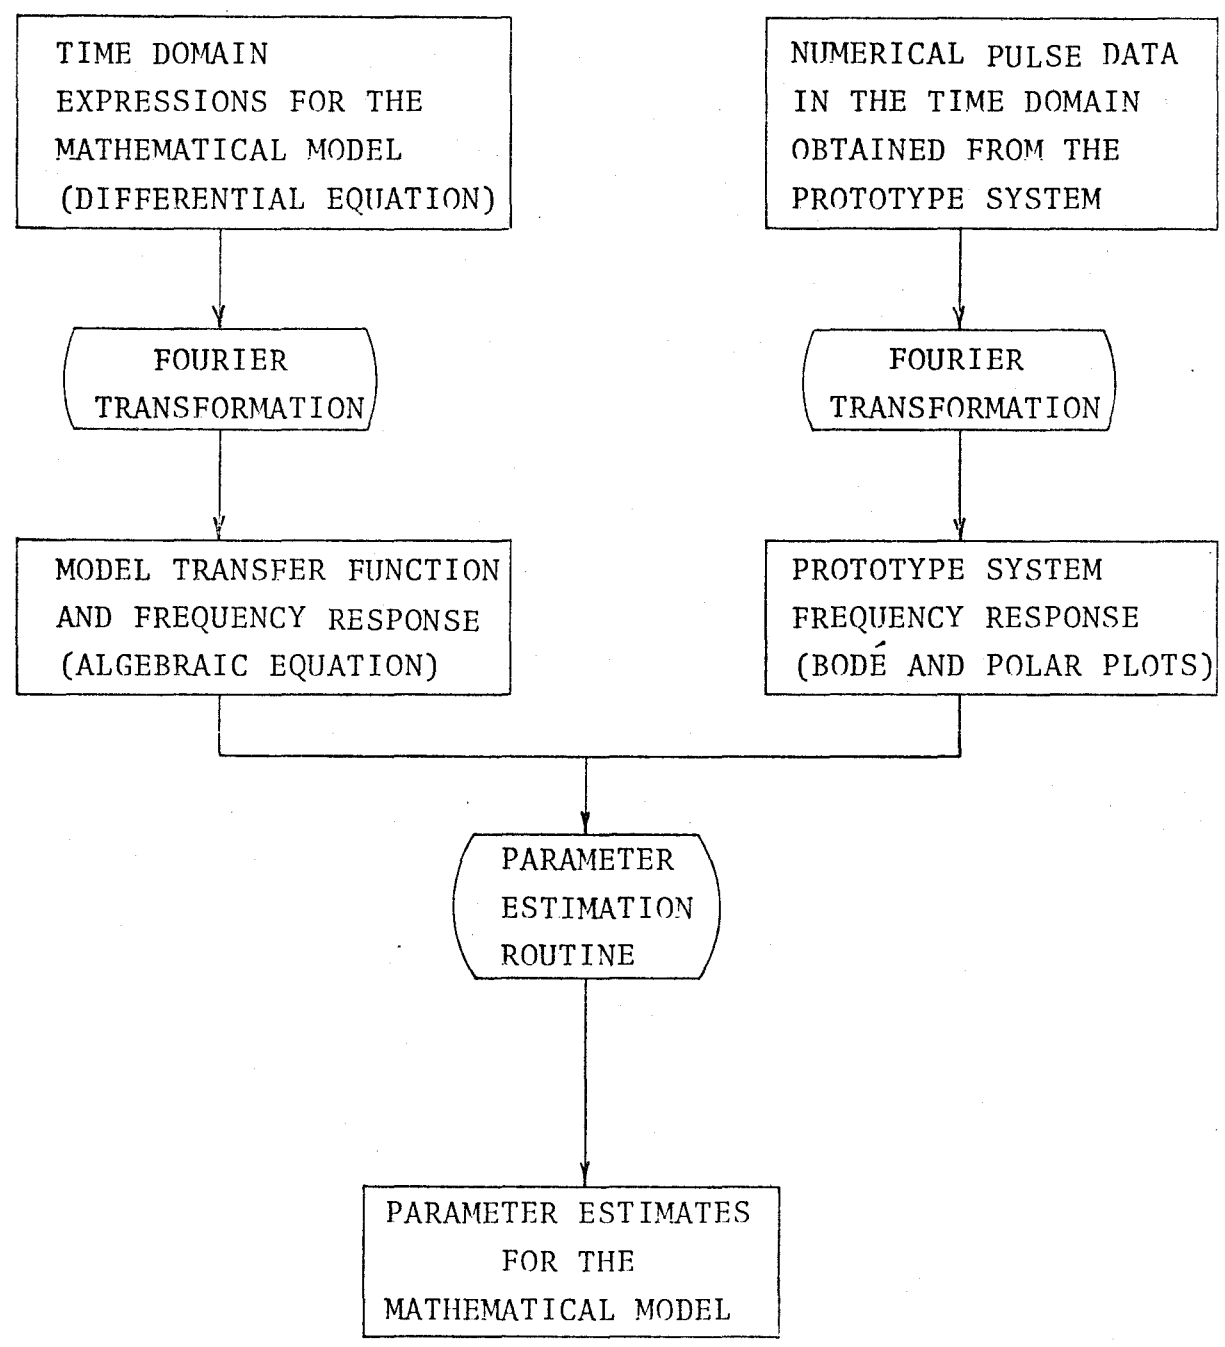 TIME DOMAIN
EXPRESSIONS FOR THE
MATHEMATICAL MODEL
(DIFFERENTIAL EQUATION)
NUMERICAL PULSE DATA
IN THE TIME DOMAIN
OBTAINED FROM THE
PROTOTYPE SYSTEM
FOURIER
TRANSFORMATION
FOURIER
TRANSFORMATION
MODEL TRANSFER FUNCTION
AND FREQUENCY RESPONSE
(ALGEBRAIC EQUATION)
PROTOTYPE SYSTEM
FREQUENCY RESPONSE
(BODÉ AND POLAR PLOTS)
PARAMETER
ESTIMATION
ROUTINE
PARAMETER ESTIMATES
FOR THE
MATHEMATICAL MODEL